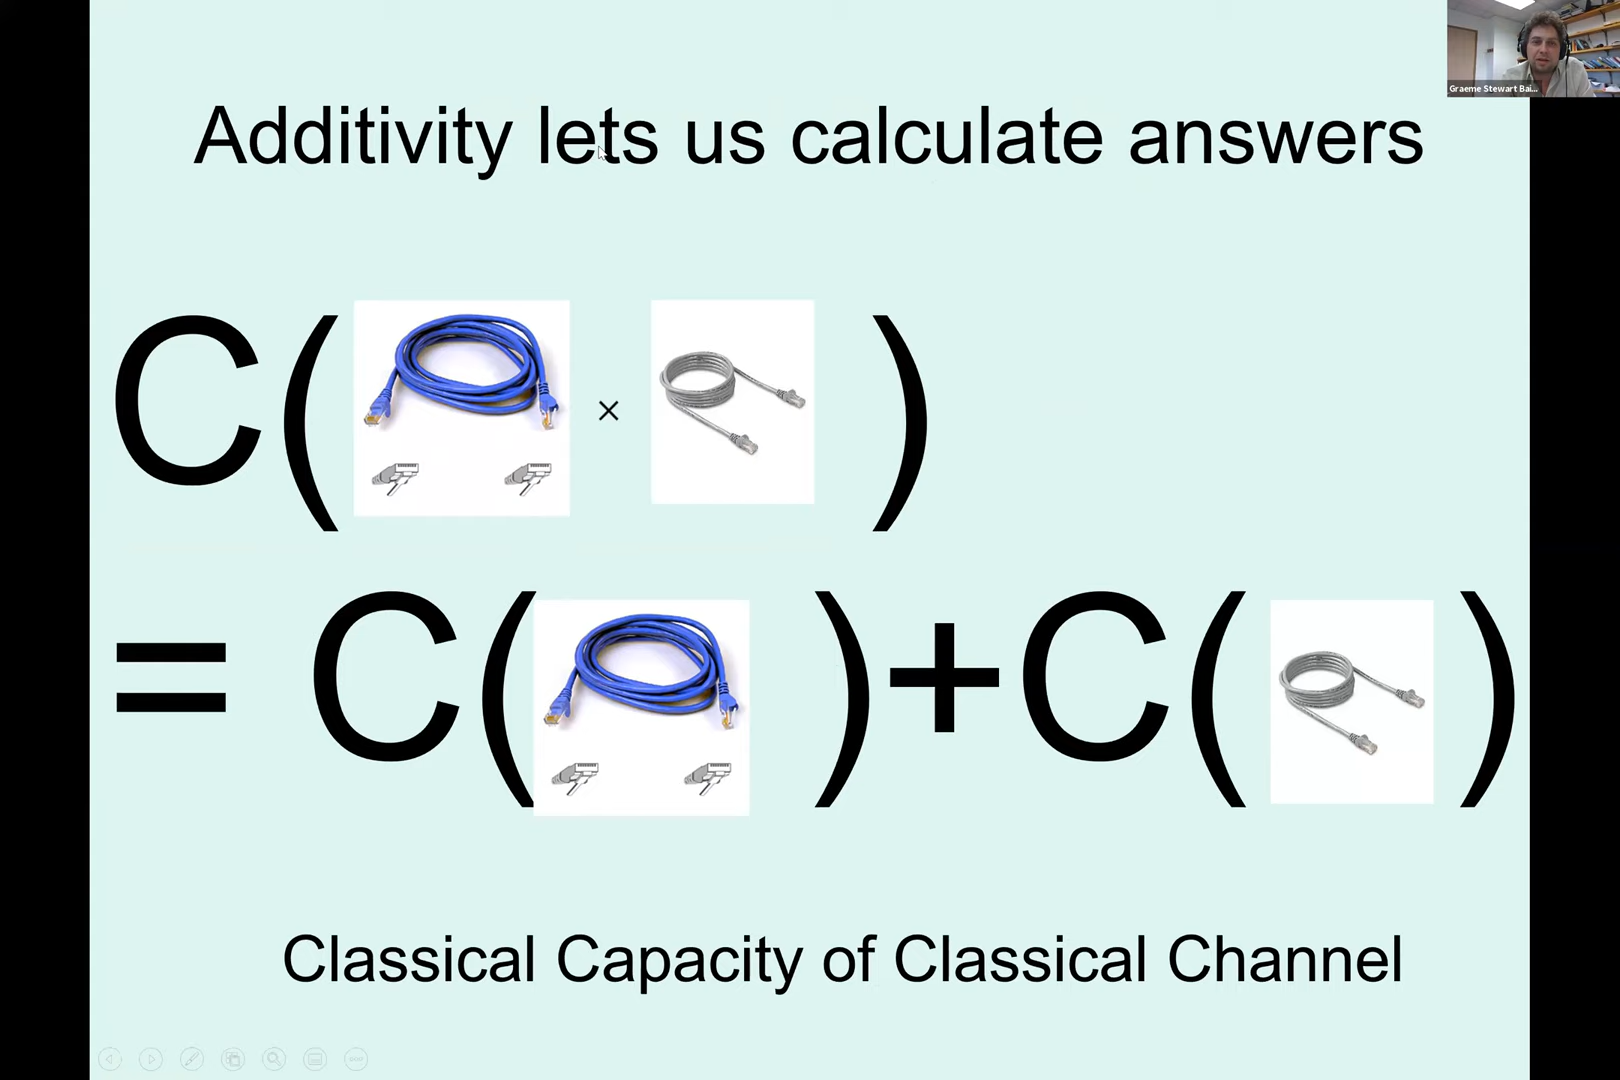 Graeme Stewart Bai...
Additivity lets us calculate answers
C( × )
= C( )+C( )
Classical Capacity of Classical Channel